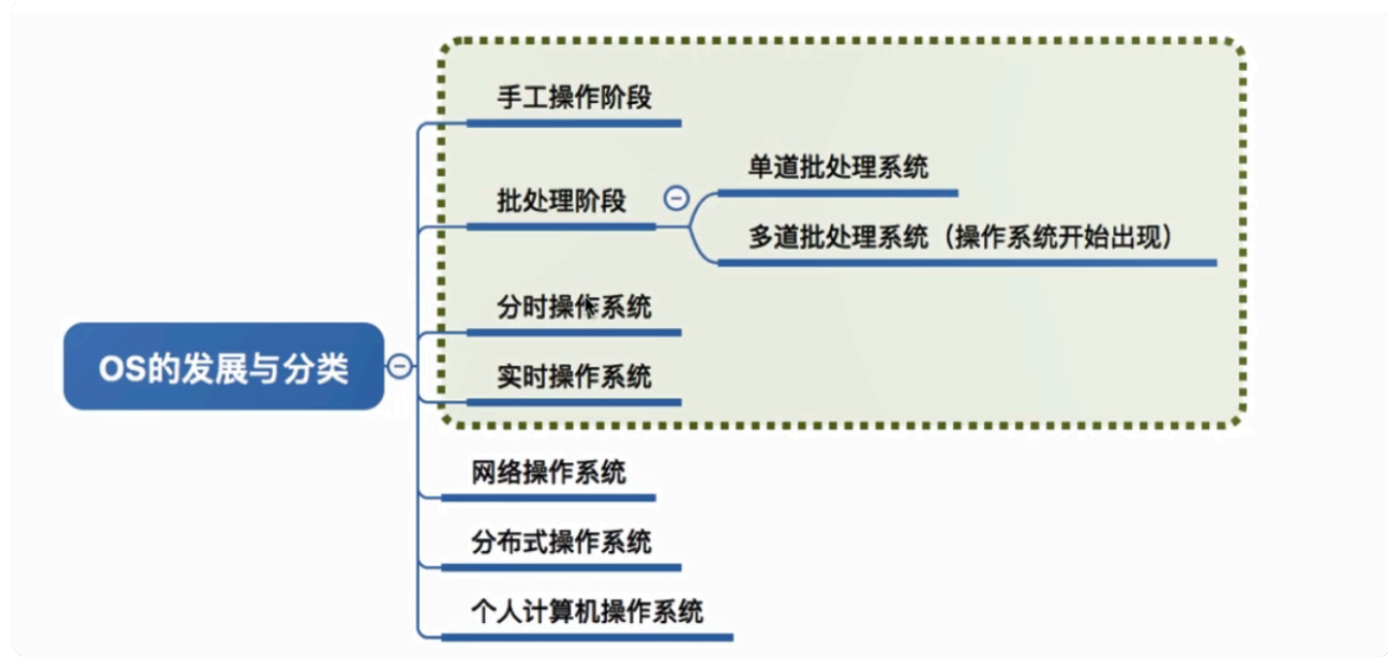 手工操作阶段
单道批处理系统
批处理阶段
多道批处理系统（操作系统开始出现）
分时操作系统
OS的发展与分类
实时操作系统
网络操作系统
分布式操作系统
个人计算机操作系统